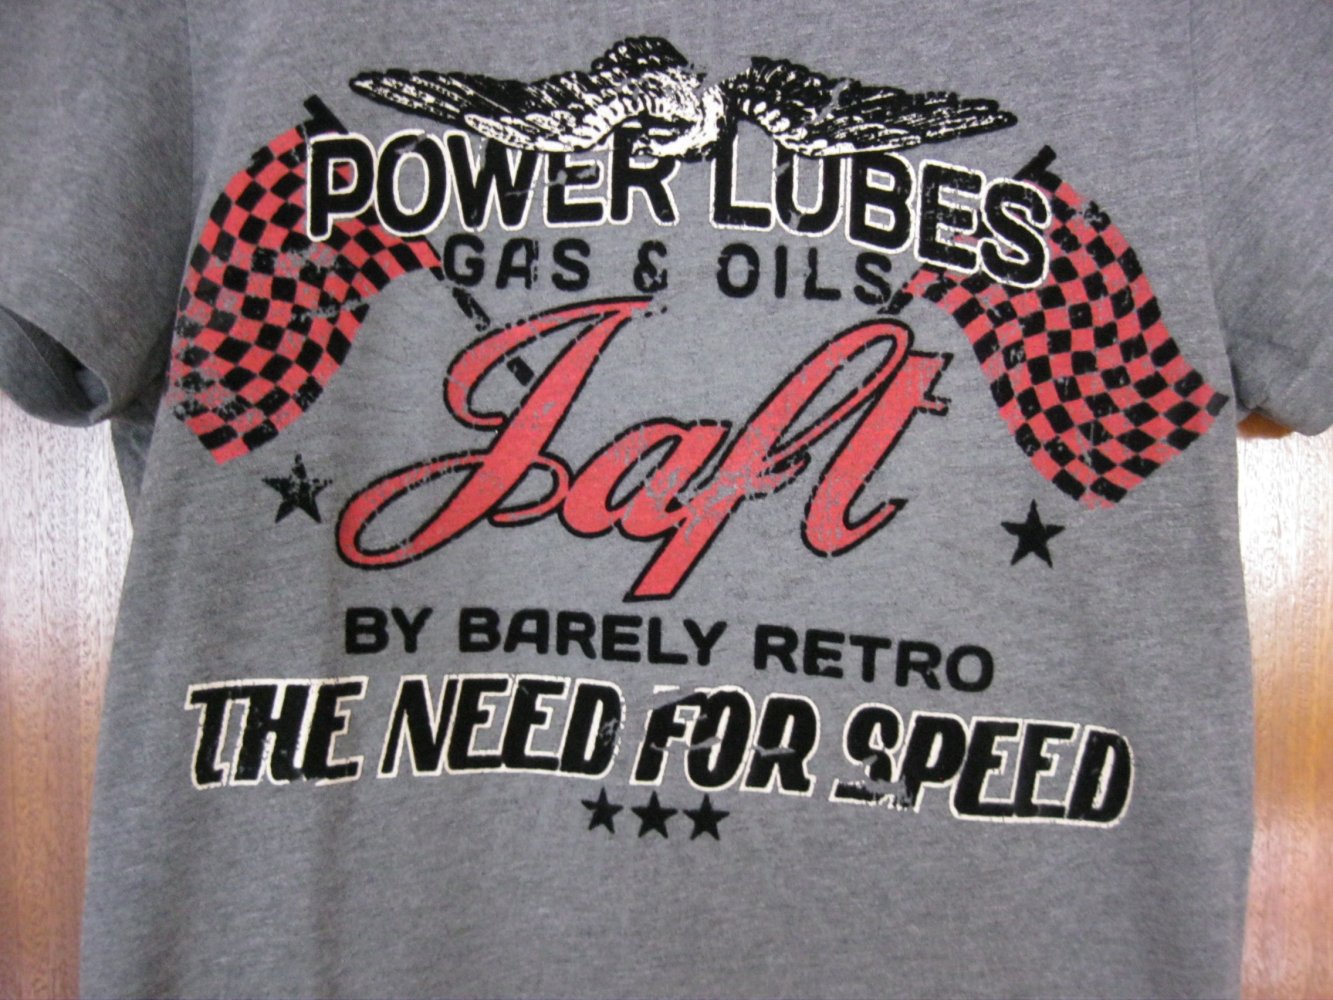 POWER LUBES
GAS & OILS
Jaft
BY BARELY RETRO
THE NEED FOR SPEED